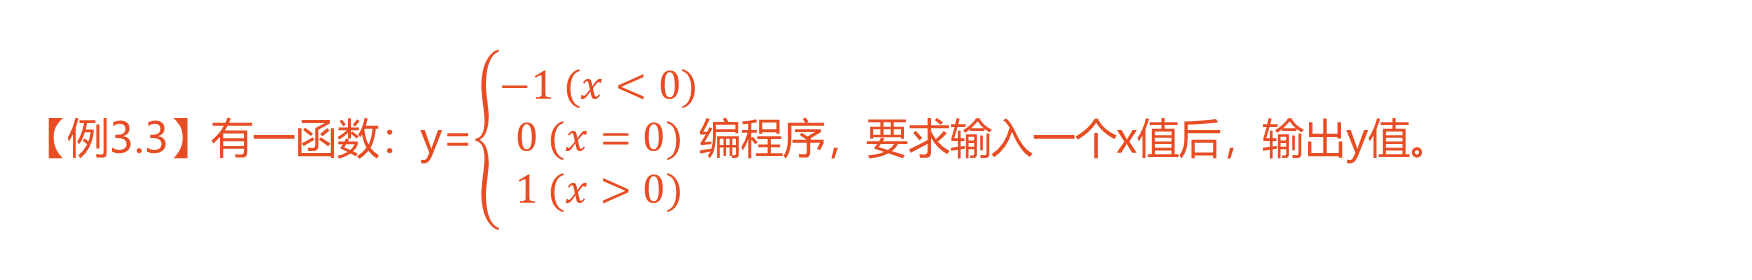 −1 (x < 0)
【例3.3】有一函数：y={ 0 (x = 0) 编程序，要求输入一个x值后，输出y值。
1 (x > 0)